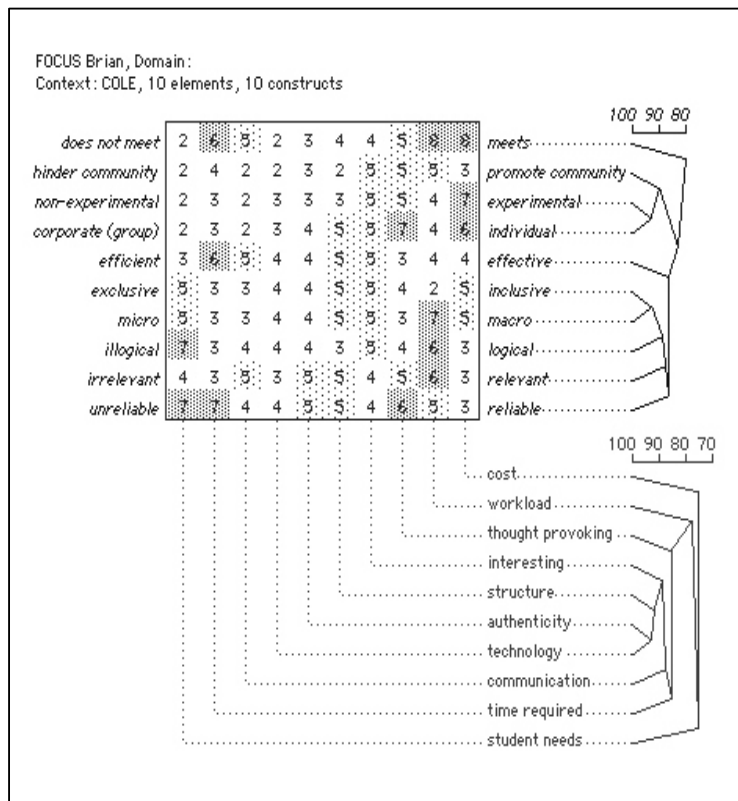 FOCUS Brian, Domain:
Context: COLE, 10 elements, 10 constructs
100 90 80
does not meet 2 6 5 2 3 4 4 5 8 8 meets
hinder community 2 4 2 2 3 2 5 5 5 3 promote community
non-experimental 2 3 2 3 3 3 5 5 4 7 experimental
corporate (group) 2 3 2 3 4 5 5 7 4 6 individual
efficient 3 6 5 4 4 5 5 3 4 4 effective
exclusive 5 3 3 4 4 5 5 4 2 5 inclusive
micro 5 3 3 4 4 5 5 3 7 5 macro
illogical 7 3 4 4 4 3 5 4 6 3 logical
irrelevant 4 3 5 3 5 5 4 5 6 3 relevant
unreliable 7 7 4 4 5 5 4 6 5 3 reliable
100 90 80 70
cost
workload
thought provoking
interesting
structure
authenticity
technology
communication
time required
student needs